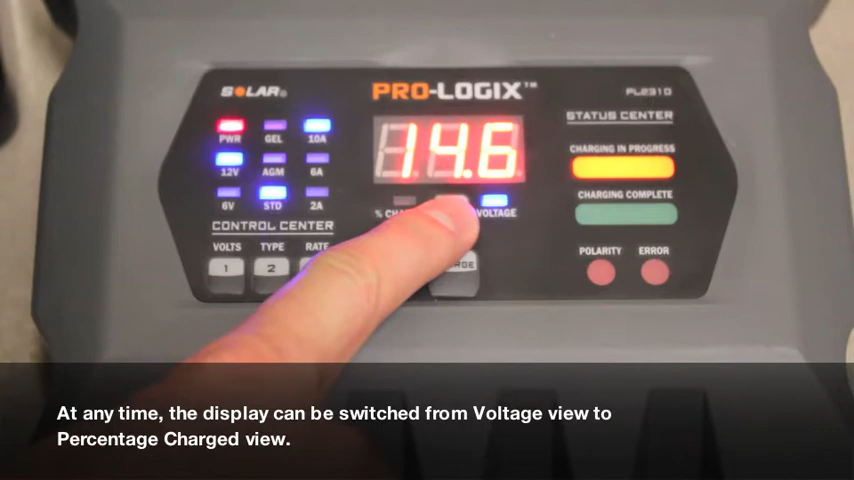 SOLAR®
PRO-LOGIX™
PL2310
STATUS CENTER
PWR GEL 10A
12V AGM 6A
6V STD 2A
14.6
VOLTAGE
CHARGING IN PROGRESS
CHARGING COMPLETE
POLARITY ERROR
CONTROL CENTER
VOLTS TYPE RATE
1 2
At any time, the display can be switched from Voltage view to
Percentage Charged view.